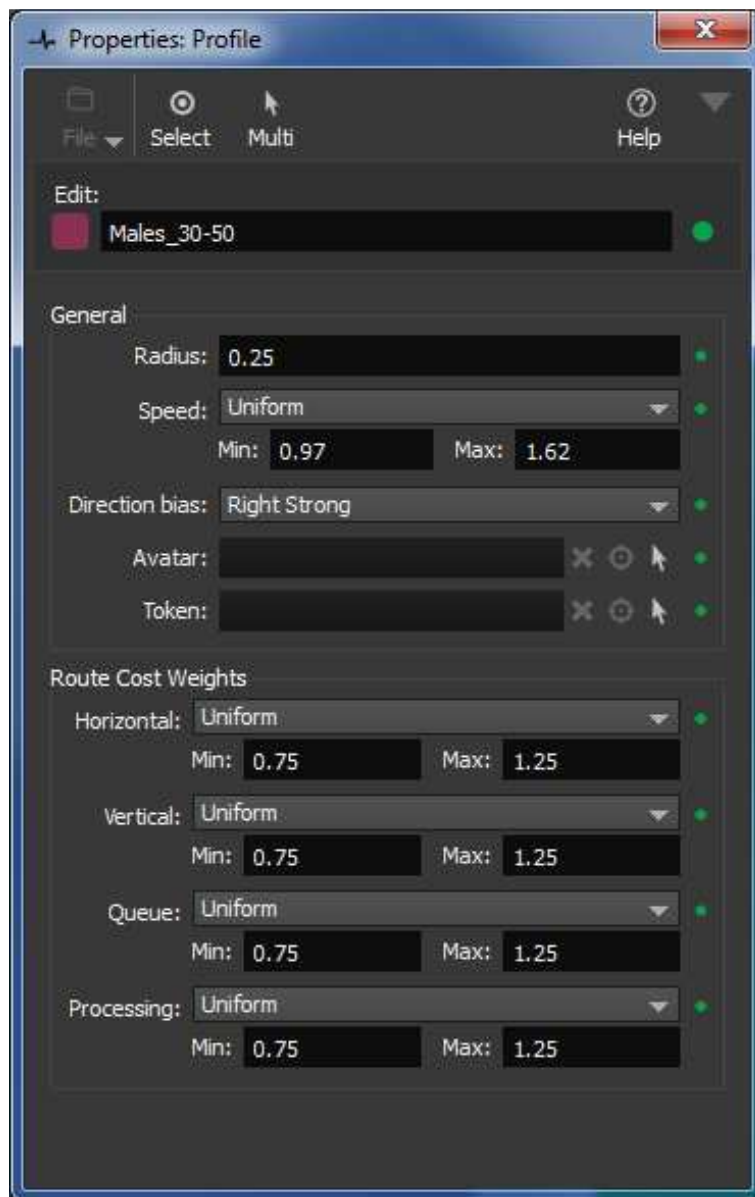 Properties: Profile
File Select Multi Help
Edit:
Males_30-50
General
Radius: 0.25
Speed: Uniform
Min: 0.97 Max: 1.62
Direction bias: Right Strong
Avatar:
Token:
Route Cost Weights
Horizontal: Uniform
Min: 0.75 Max: 1.25
Vertical: Uniform
Min: 0.75 Max: 1.25
Queue: Uniform
Min: 0.75 Max: 1.25
Processing: Uniform
Min: 0.75 Max: 1.25